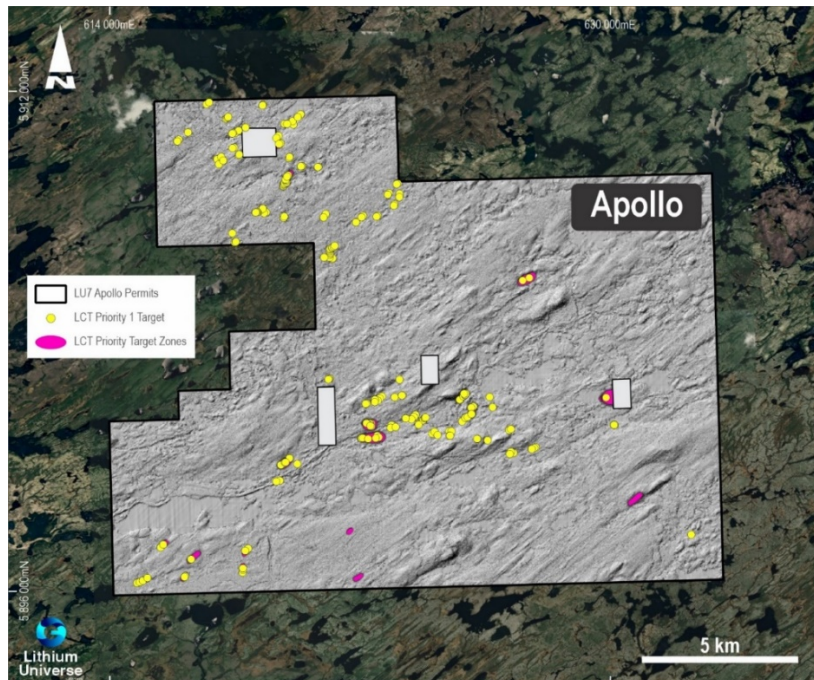 614 000mE
630 000mE
5 912 000mN
N
Apollo
LU7 Apollo Permits
LCT Priority 1 Target
LCT Priority Target Zones
5 896 000mN
Lithium
Universe
5 km